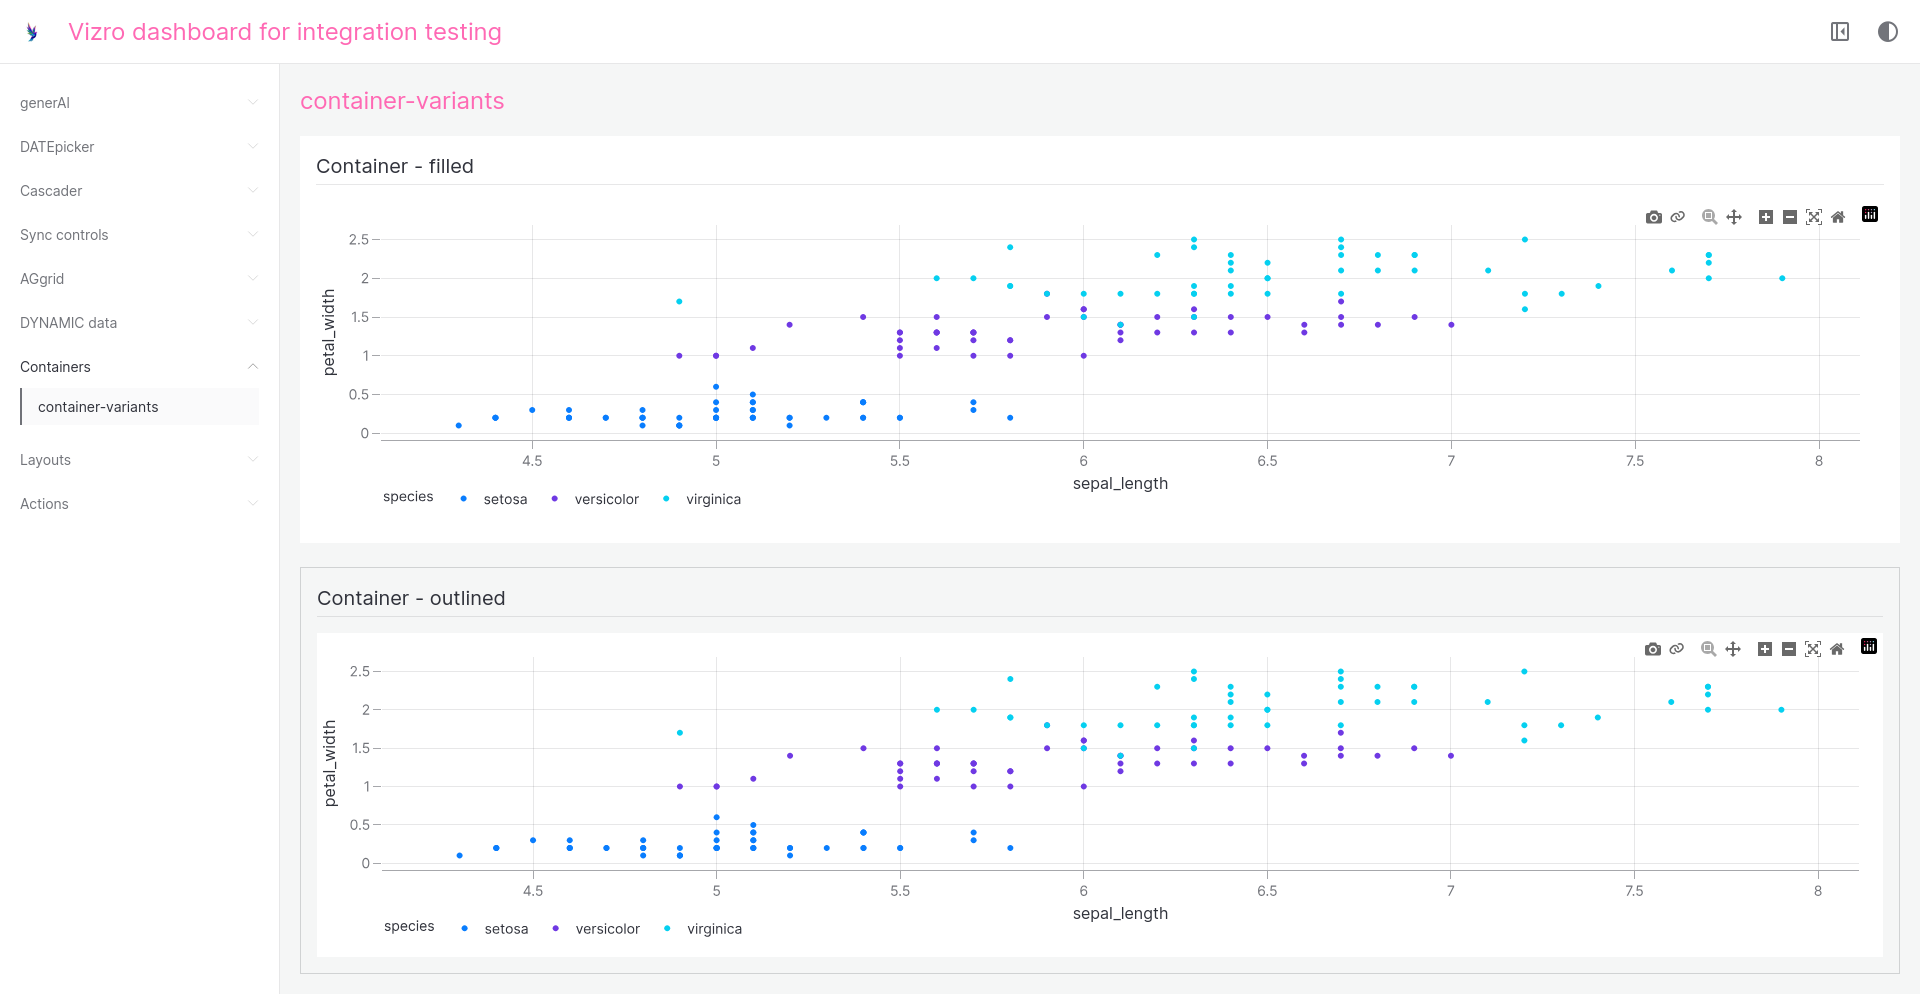 Vizro dashboard for integration testing
generAI
DATEpicker
Cascader
Sync controls
AGgrid
DYNAMIC data
Containers
container-variants
Layouts
Actions
container-variants
Container - filled
2.5
2
1.5
1
0.5
0
petal_width
4.5 5 5.5 6 6.5 7 7.5 8
sepal_length
species setosa versicolor virginica
Container - outlined
2.5
2
1.5
1
0.5
0
petal_width
4.5 5 5.5 6 6.5 7 7.5 8
sepal_length
species setosa versicolor virginica